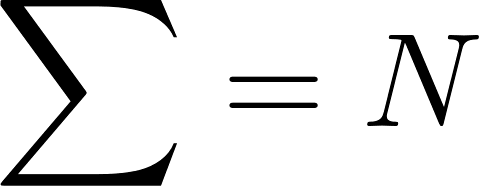 ∑ = N